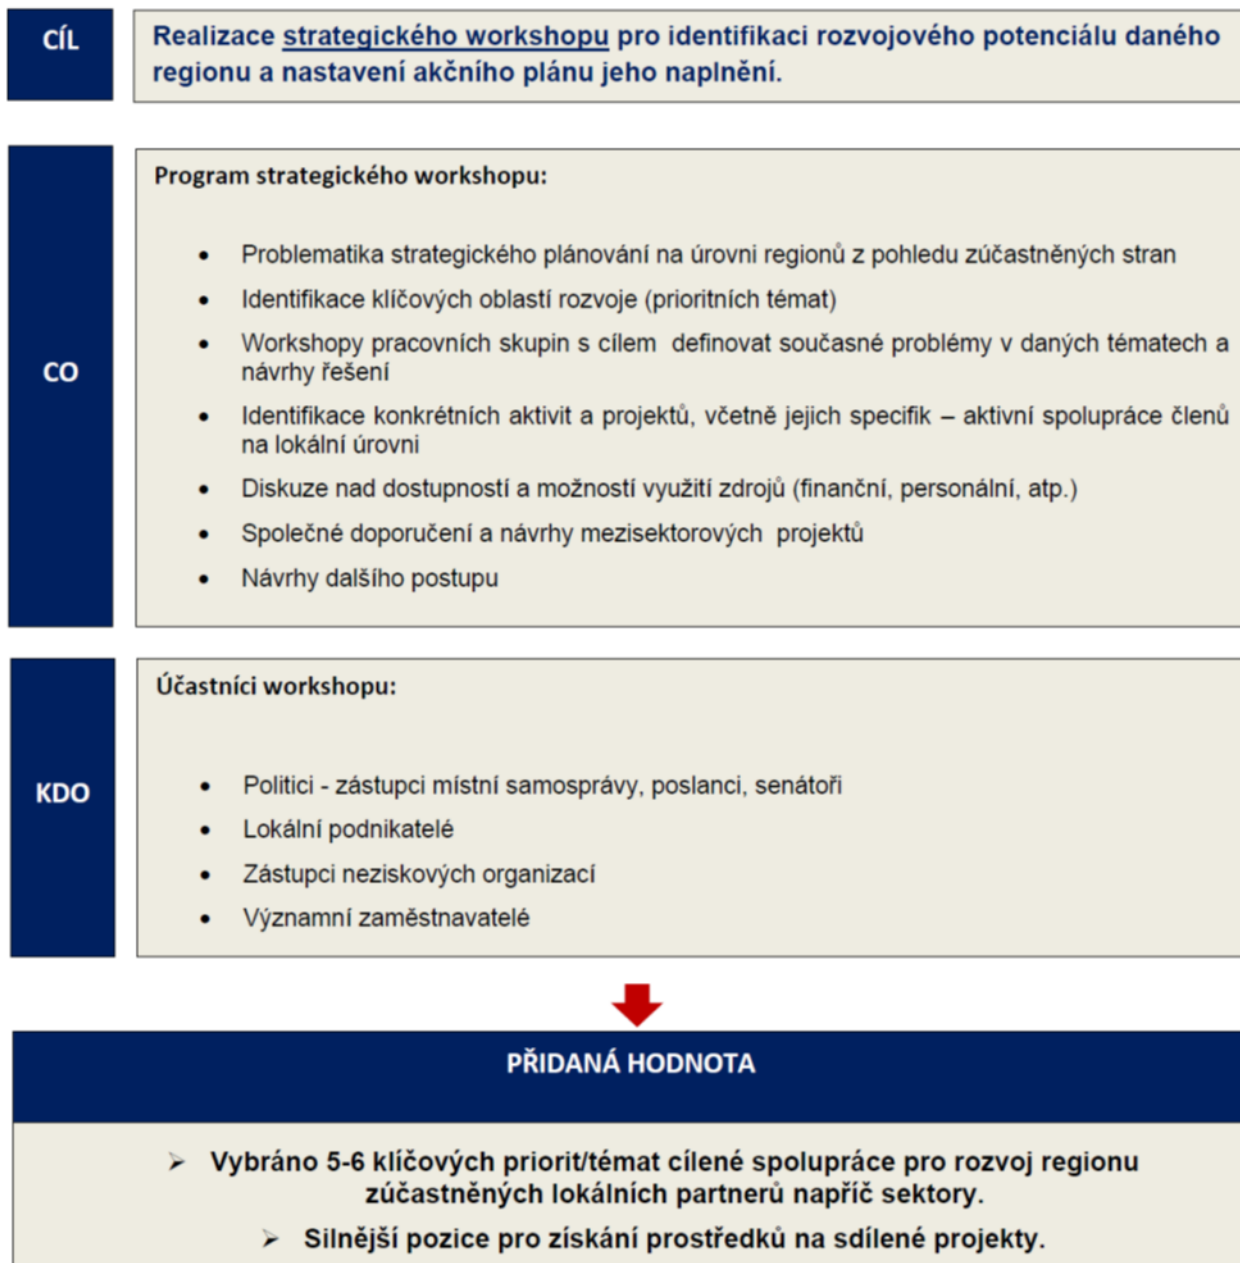 CÍL
Realizace strategického workshopu pro identifikaci rozvojového potenciálu daného
regionu a nastavení akčního plánu jeho naplnění.
CO
Program strategického workshopu:
• Problematika strategického plánování na úrovni regionů z pohledu zúčastněných stran
• Identifikace klíčových oblastí rozvoje (prioritních témat)
• Workshopy pracovních skupin s cílem definovat současné problémy v daných tématech a
návrhy řešení
• Identifikace konkrétních aktivit a projektů, včetně jejich specifik – aktivní spolupráce členů
na lokální úrovni
• Diskuze nad dostupností a možností využití zdrojů (finanční, personální, atp.)
• Společné doporučení a návrhy mezisektorových projektů
• Návrhy dalšího postupu
KDO
Účastníci workshopu:
• Politici - zástupci místní samosprávy, poslanci, senátoři
• Lokální podnikatelé
• Zástupci neziskových organizací
• Významní zaměstnavatelé
PŘIDANÁ HODNOTA
➢ Vybráno 5-6 klíčových priorit/témat cílené spolupráce pro rozvoj regionu
zúčastněných lokálních partnerů napříč sektory.
➢ Silnější pozice pro získání prostředků na sdílené projekty.